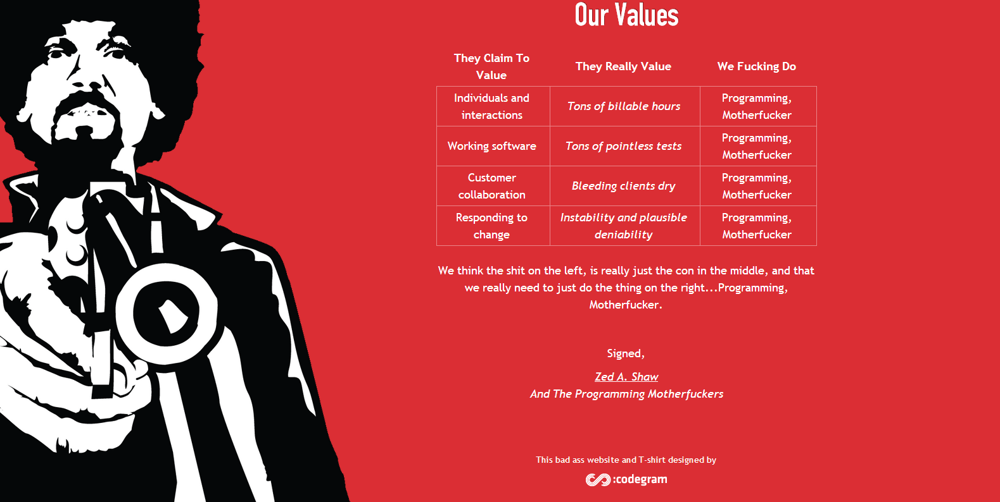 Our Values
They Claim To
Value
They Really Value
We Fucking Do
Individuals and
interactions
Tons of billable hours
Programming,
Motherfucker
Working software
Tons of pointless tests
Programming,
Motherfucker
Customer
collaboration
Bleeding clients dry
Programming,
Motherfucker
Responding to
change
Instability and plausible
deniability
Programming,
Motherfucker
We think the shit on the left, is really just the con in the middle, and that
we really need to just do the thing on the right...Programming,
Motherfucker.
Signed,
Zed A. Shaw
And The Programming Motherfuckers
This bad ass website and T-shirt designed by
:codegram